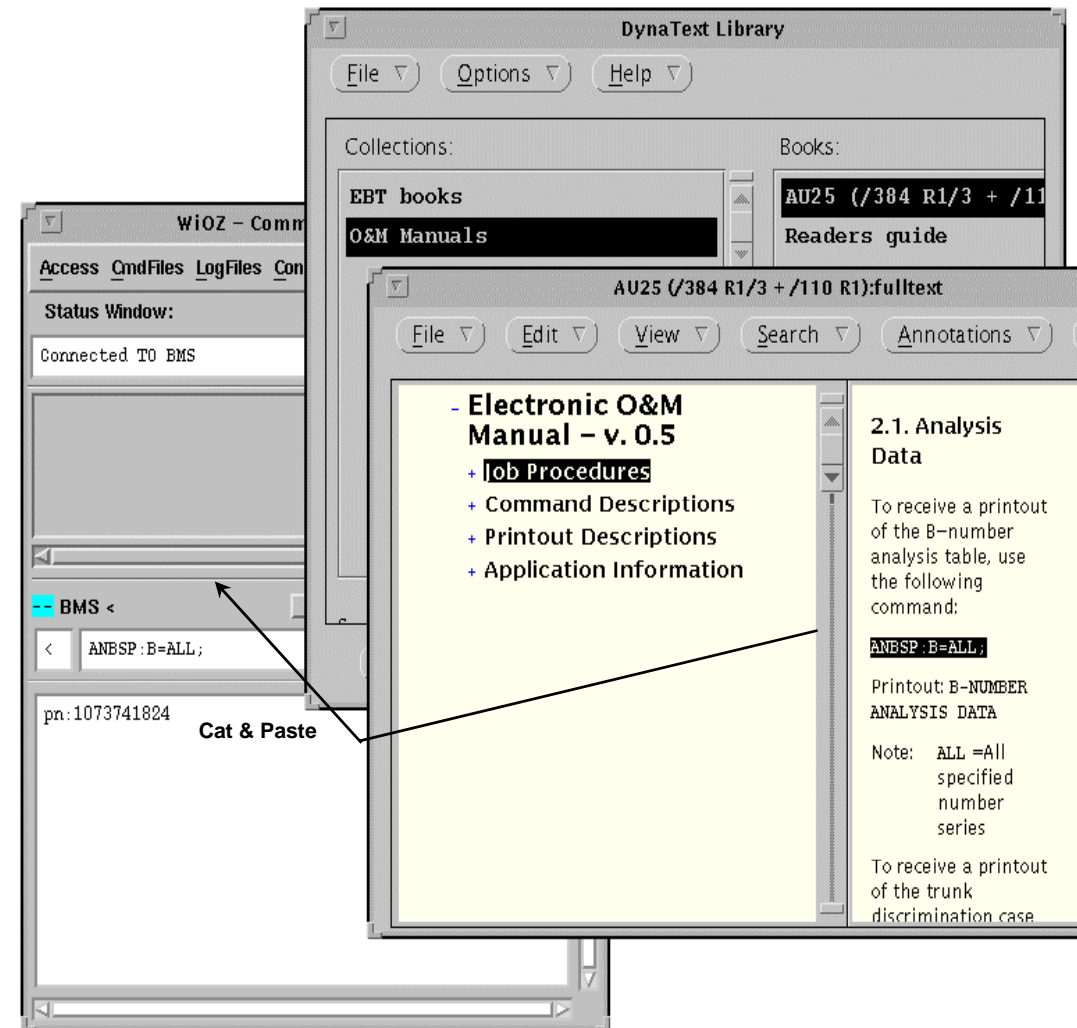 DynaText Library
File Options Help
Collections:
EBT books
O&M Manuals
Books:
AU25 (/384 R1/3 + /11
Readers guide
WiOZ – Comm
Access CmdFiles LogFiles Con
Status Window:
Connected TO BMS
-- BMS <
< ANBSP:B=ALL;
pn:1073741824
Cat & Paste
AU25 (/384 R1/3 + /110 R1):fulltext
File Edit View Search Annotations
- Electronic O&M
Manual – v. 0.5
+ Job Procedures
+ Command Descriptions
+ Printout Descriptions
+ Application Information
2.1. Analysis
Data
To receive a printout
of the B–number
analysis table, use
the following
command:
ANBSP:B=ALL;
Printout: B-NUMBER
ANALYSIS DATA
Note: ALL =All
specified
number
series
To receive a printout
of the trunk
discrimination case